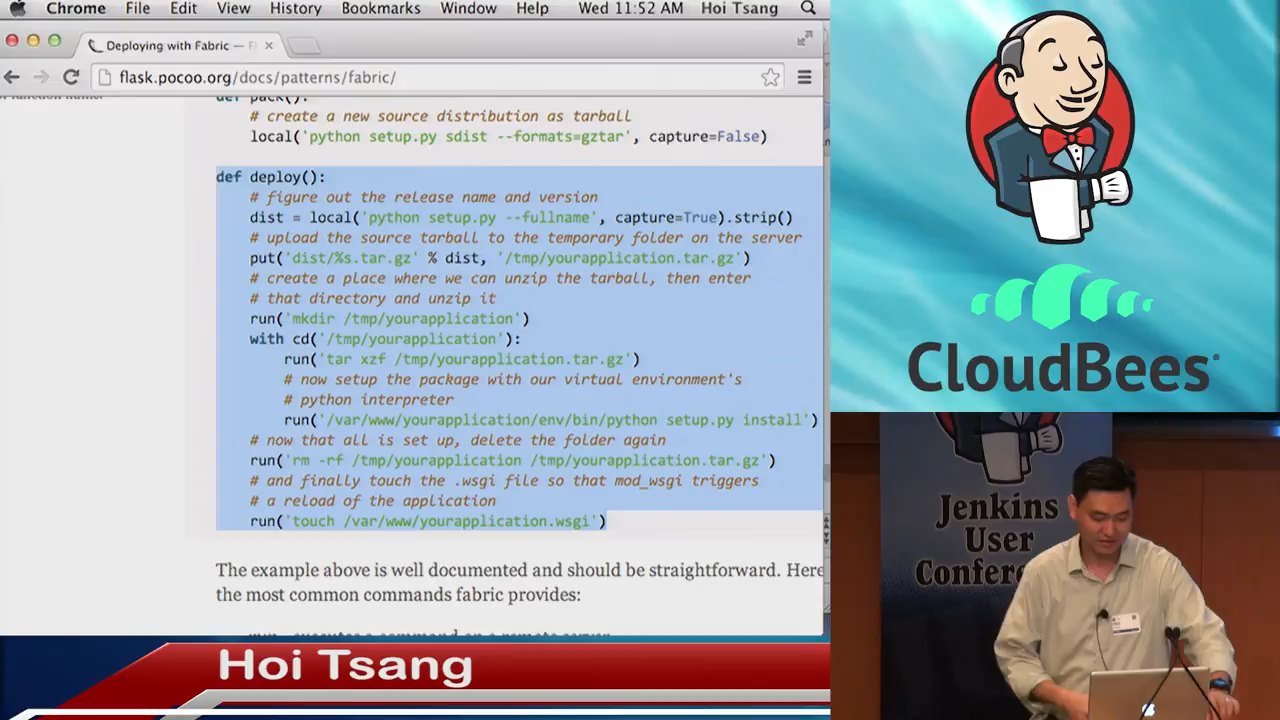 Chrome File Edit View History Bookmarks Window Help Wed 11:52 AM Hoi Tsang
Deploying with Fabric —
flask.pocoo.org/docs/patterns/fabric/
def pack():
# create a new source distribution as tarball
local('python setup.py sdist --formats=gztar', capture=False)
def deploy():
# figure out the release name and version
dist = local('python setup.py --fullname', capture=True).strip()
# upload the source tarball to the temporary folder on the server
put('dist/%s.tar.gz' % dist, '/tmp/yourapplication.tar.gz')
# create a place where we can unzip the tarball, then enter
# that directory and unzip it
run('mkdir /tmp/yourapplication')
with cd('/tmp/yourapplication'):
run('tar xzf /tmp/yourapplication.tar.gz')
# now setup the package with our virtual environment's
# python interpreter
run('/var/www/yourapplication/env/bin/python setup.py install')
# now that all is set up, delete the folder again
run('rm -rf /tmp/yourapplication /tmp/yourapplication.tar.gz')
# and finally touch the .wsgi file so that mod_wsgi triggers
# a reload of the application
run('touch /var/www/yourapplication.wsgi')
The example above is well documented and should be straightforward. Here
the most common commands fabric provides:
run - executes a command on a remote server
Hoi Tsang
CloudBees
Jenkins
User